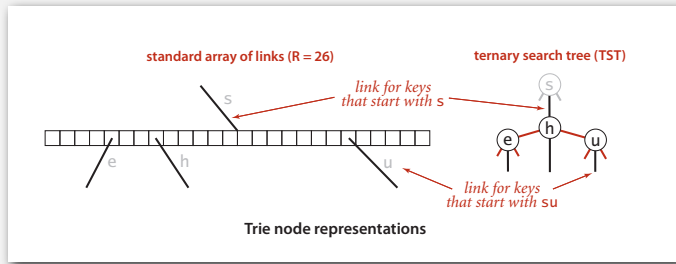 standard array of links (R = 26)
ternary search tree (TST)
link for keys
that start with s
s
s
h
e
u
e
h
u
link for keys
that start with su
Trie node representations